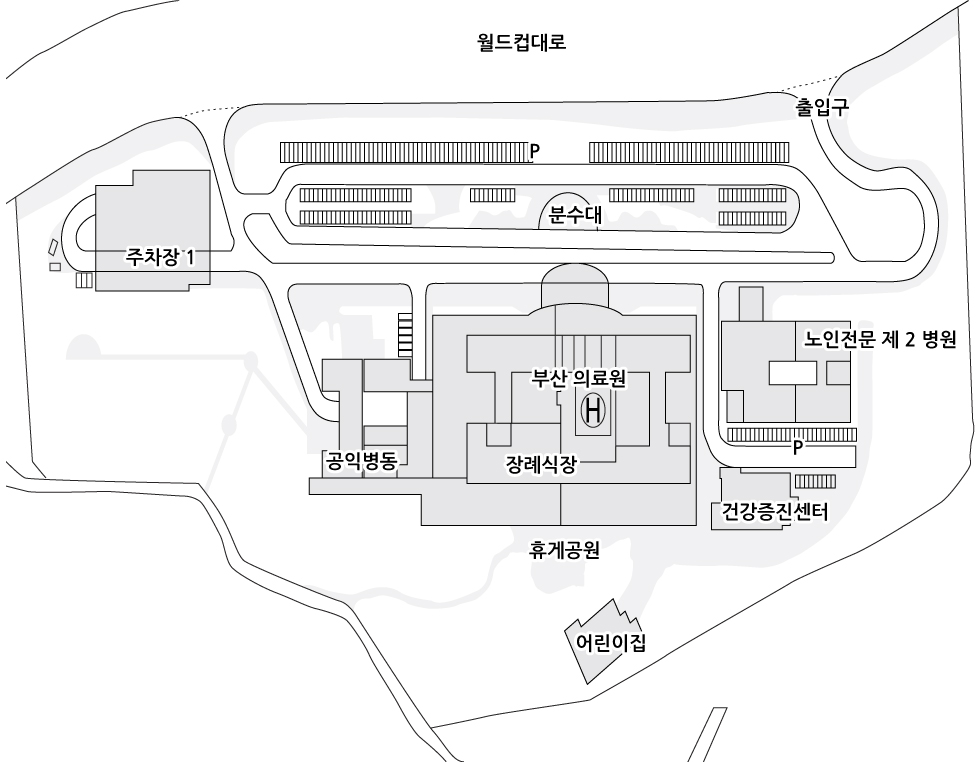 월드컵대로
출입구
P
분수대
주차장 1
노인전문 제 2 병원
부산 의료원
H
P
공익병동
장례식장
건강증진센터
휴게공원
어린이집